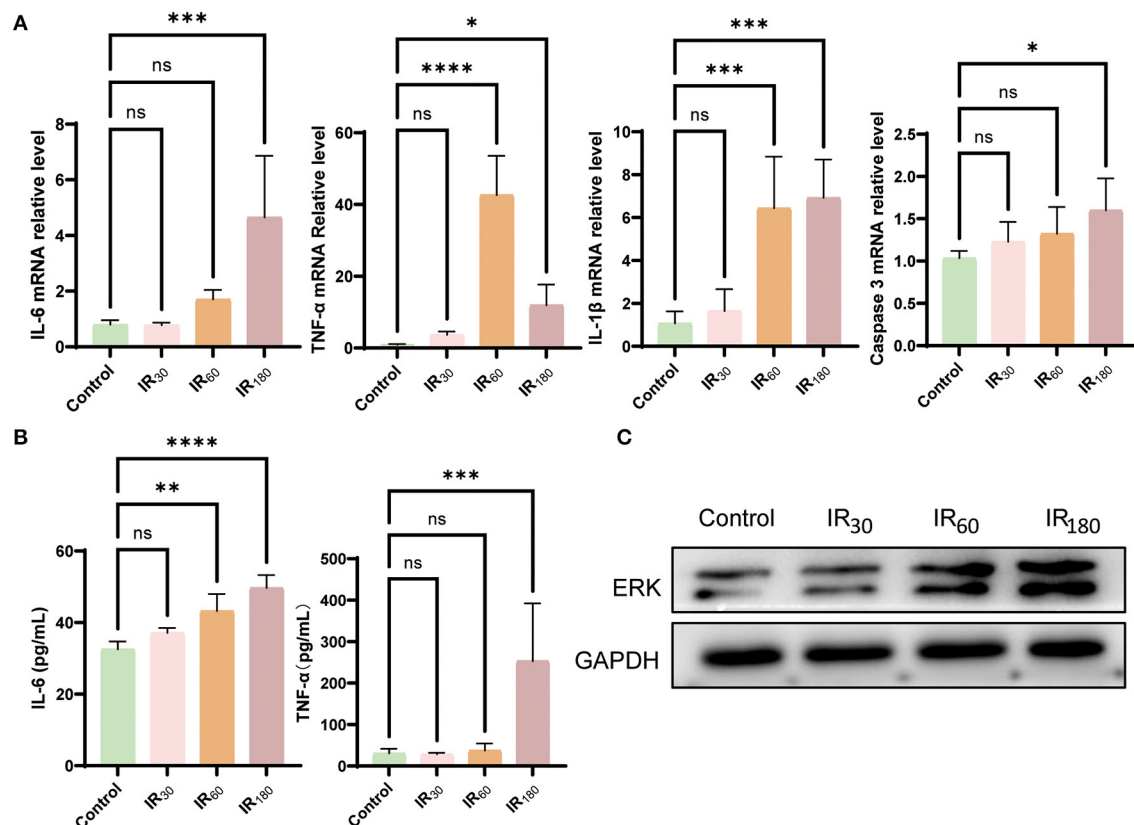 A
***
ns
ns
IL-6 mRNA relative level
8
6
4
2
0
Control
IR30
IR60
IR180
*
****
ns
TNF-α mRNA Relative level
60
40
20
0
Control
IR30
IR60
IR180
***
***
ns
IL-1β mRNA relative level
10
8
6
4
2
0
Control
IR30
IR60
IR180
*
ns
ns
Caspase 3 mRNA relative level
2.5
2.0
1.5
1.0
0.5
0.0
Control
IR30
IR60
IR180
B
****
**
ns
IL-6 (pg/mL)
60
40
20
0
Control
IR30
IR60
IR180
***
ns
ns
TNF-α（pg/mL）
500
400
300
200
100
0
Control
IR30
IR60
IR180
C
Control IR30 IR60 IR180
ERK
GAPDH